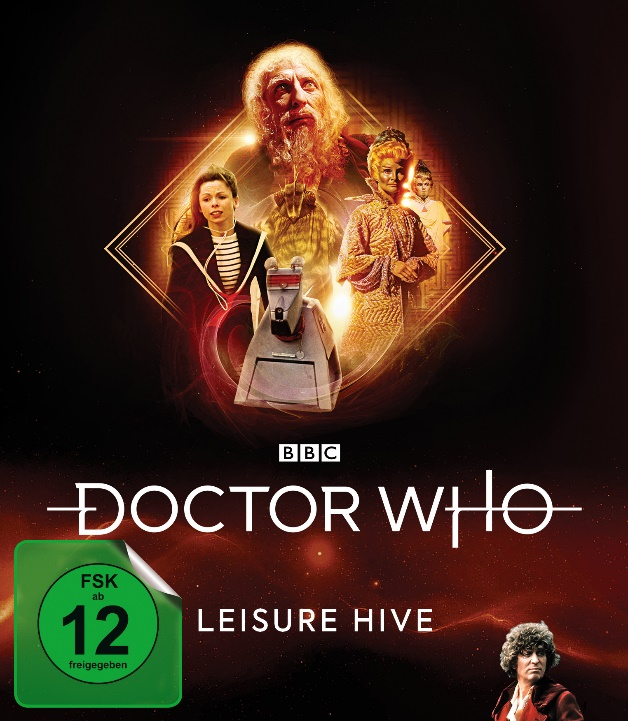 BBC
DOCTOR WHO
FSK
ab
12
freigegeben
LEISURE HIVE